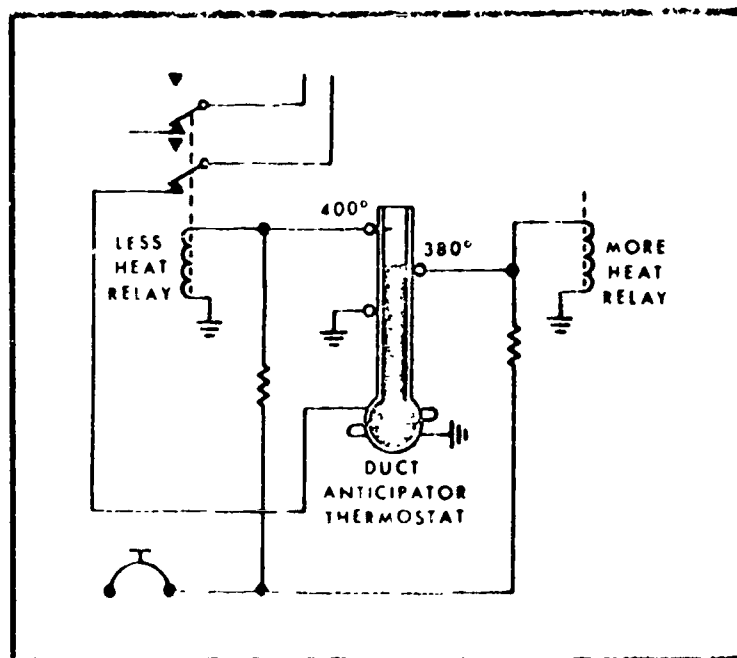 400°
380°
LESS
HEAT
RELAY
MORE
HEAT
RELAY
DUCT
ANTICIPATOR
THERMOSTAT